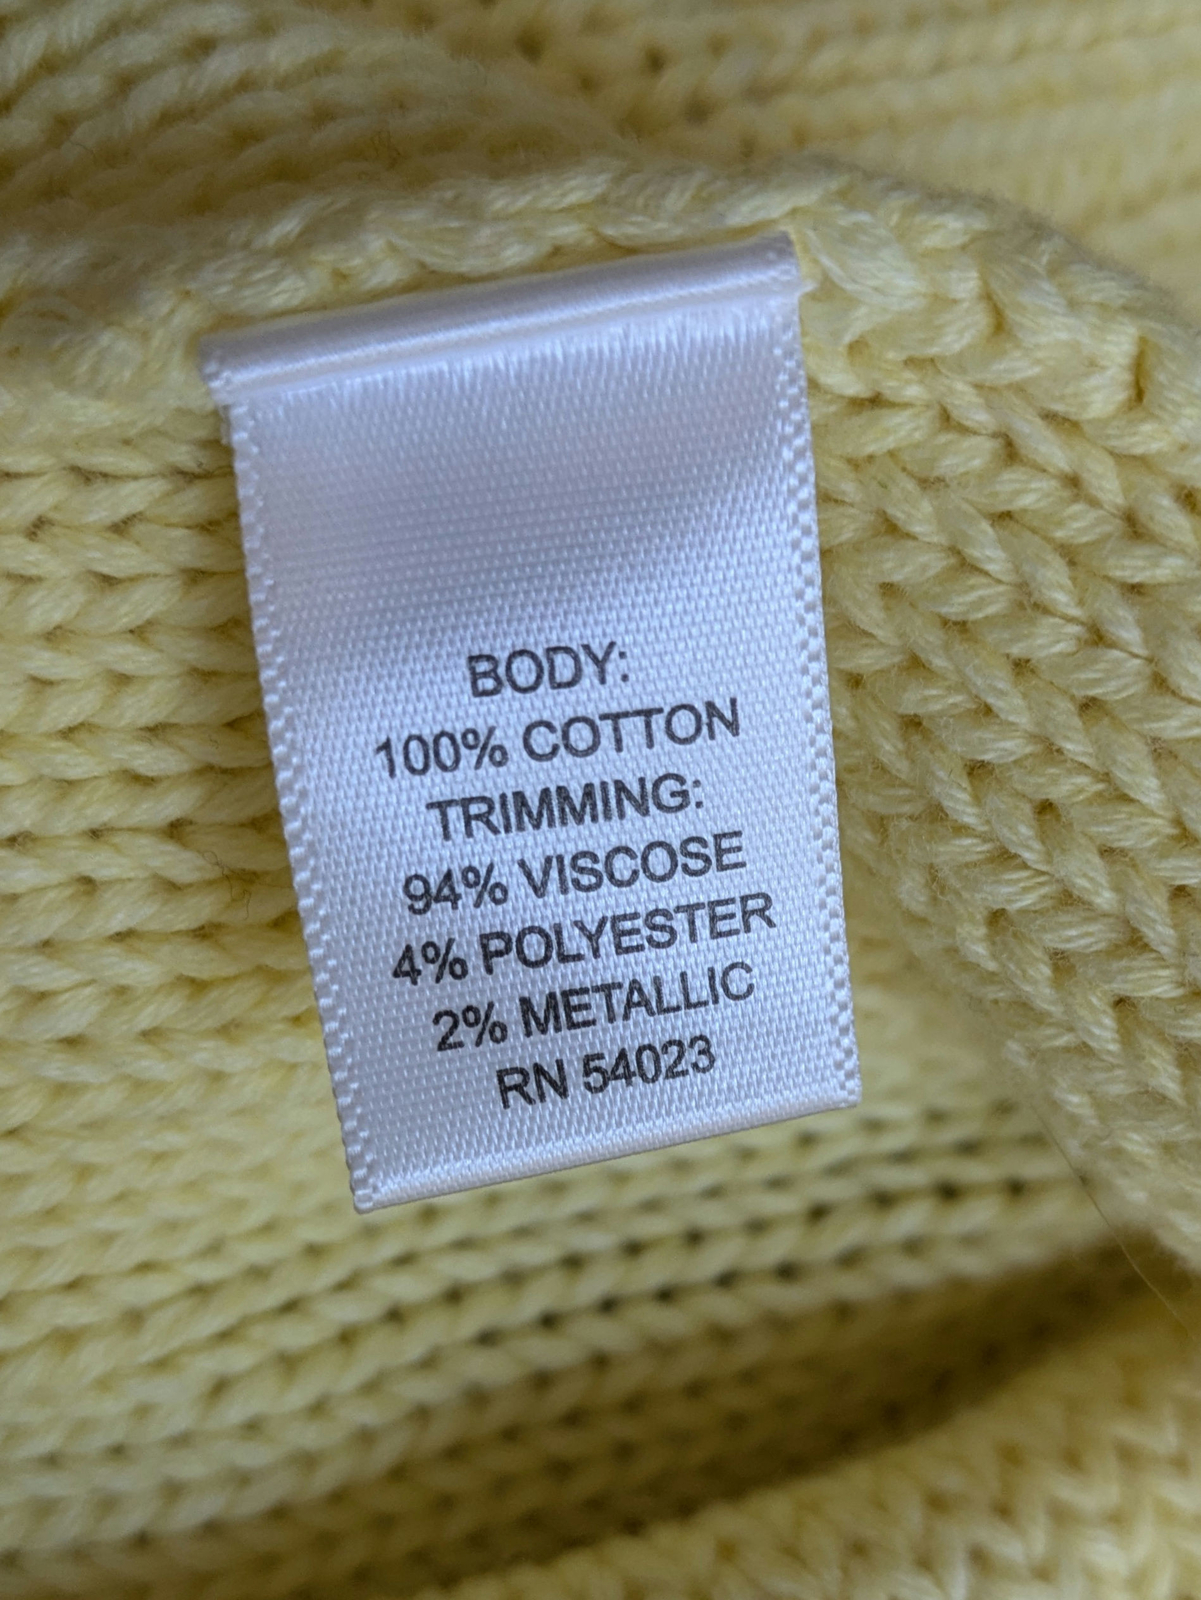 BODY:
100% COTTON
TRIMMING:
94% VISCOSE
4% POLYESTER
2% METALLIC
RN 54023